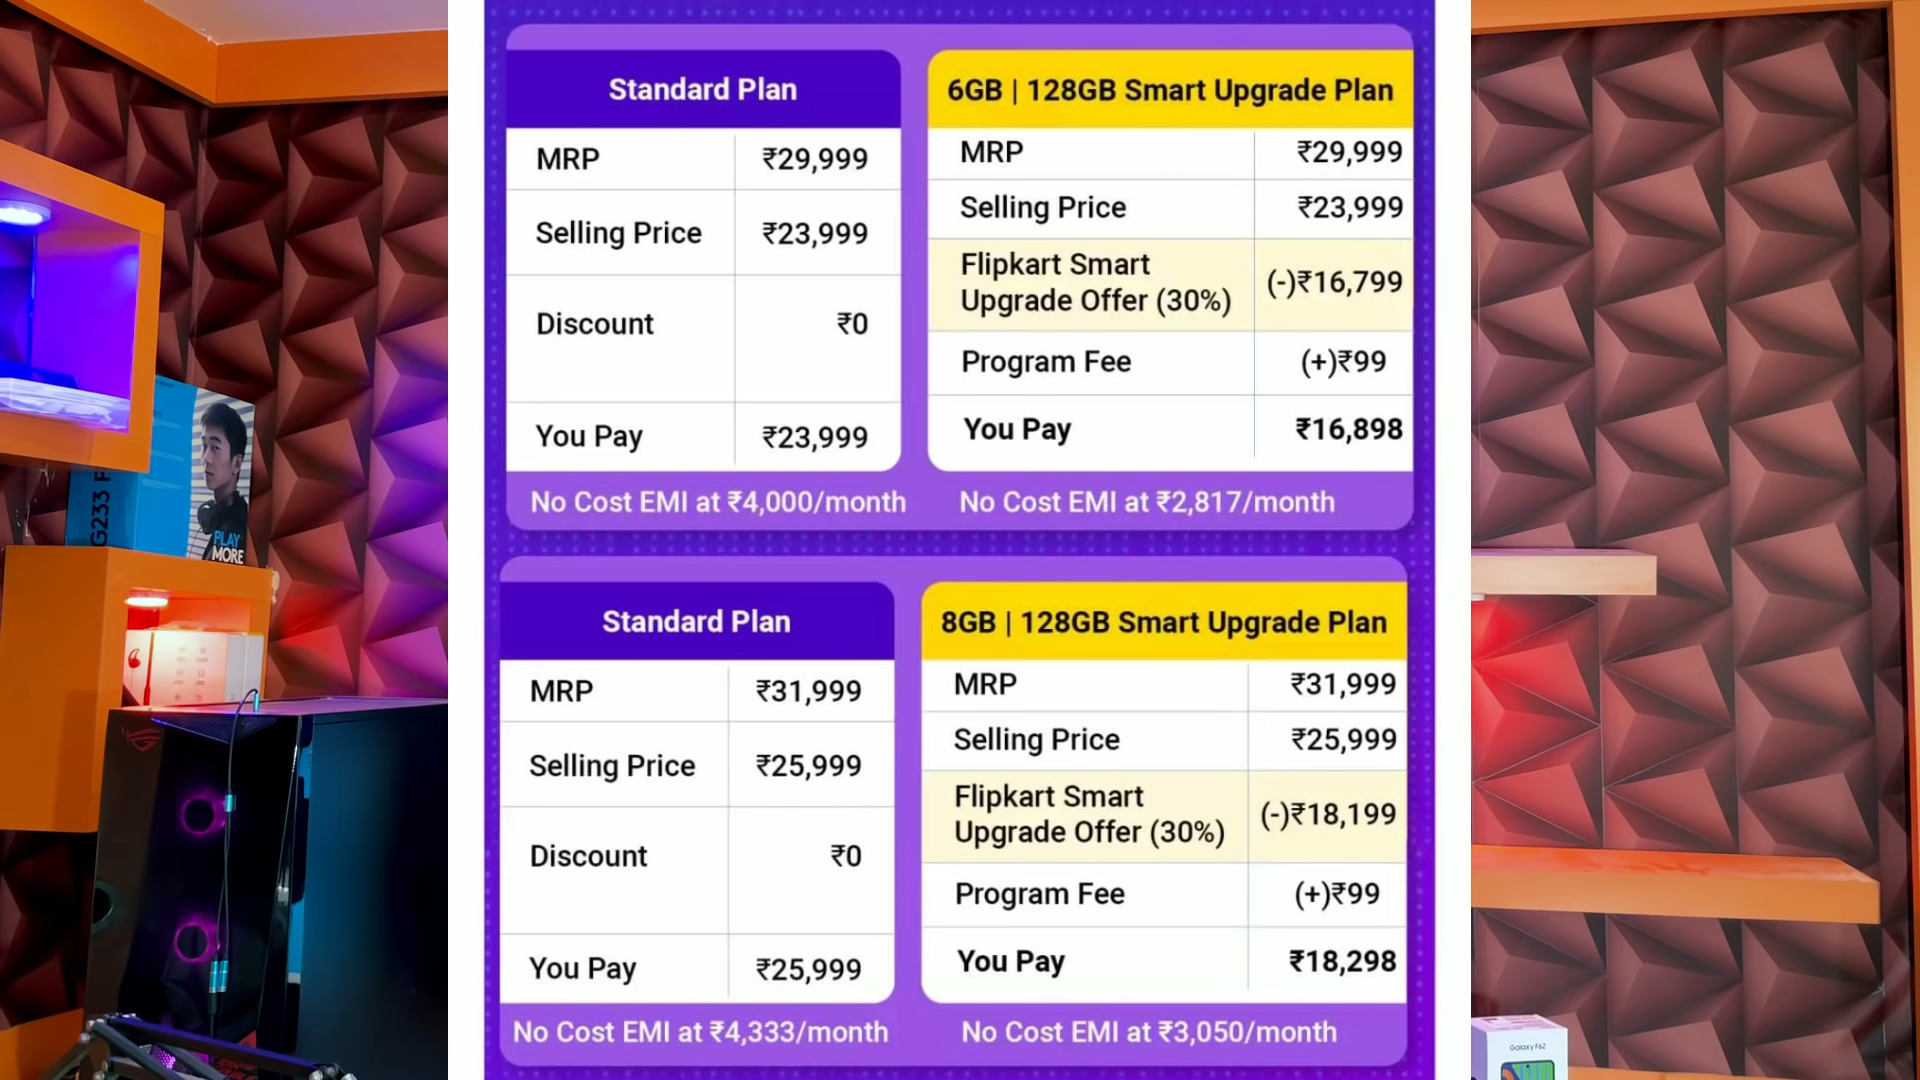 Standard Plan
MRP ₹29,999
Selling Price ₹23,999
Discount ₹0
You Pay ₹23,999
No Cost EMI at ₹4,000/month
6GB | 128GB Smart Upgrade Plan
MRP ₹29,999
Selling Price ₹23,999
Flipkart Smart
Upgrade Offer (30%) (-)₹16,799
Program Fee (+)₹99
You Pay ₹16,898
No Cost EMI at ₹2,817/month
Standard Plan
MRP ₹31,999
Selling Price ₹25,999
Discount ₹0
You Pay ₹25,999
No Cost EMI at ₹4,333/month
8GB | 128GB Smart Upgrade Plan
MRP ₹31,999
Selling Price ₹25,999
Flipkart Smart
Upgrade Offer (30%) (-)₹18,199
Program Fee (+)₹99
You Pay ₹18,298
No Cost EMI at ₹3,050/month
G233
PLAY
MORE
Galaxy F62